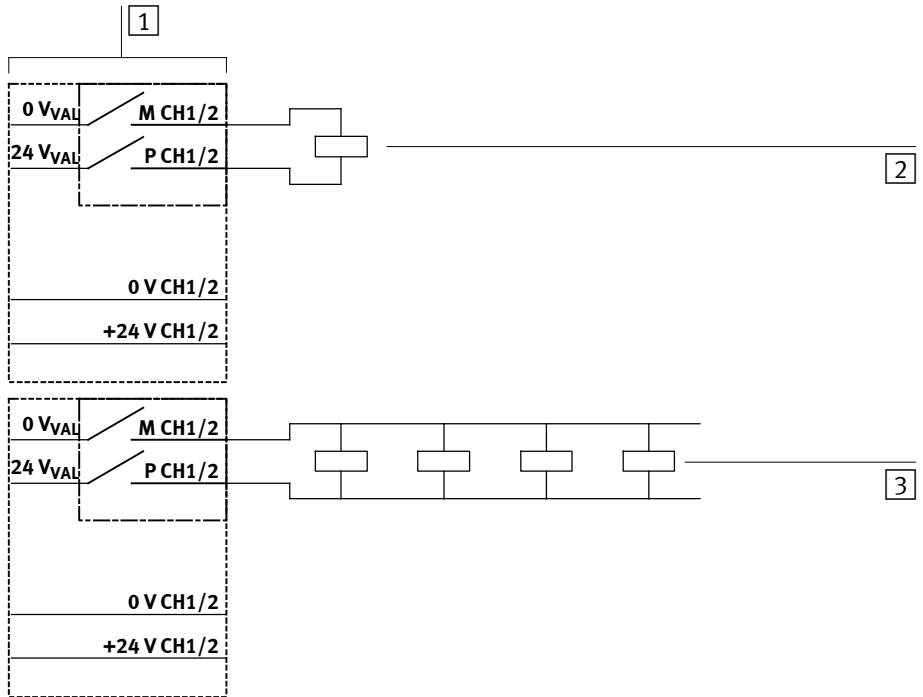 1
0 VVAL M CH1/2
24 VVAL P CH1/2
2
0 V CH1/2
+24 V CH1/2
0 VVAL M CH1/2
24 VVAL P CH1/2
3
0 V CH1/2
+24 V CH1/2